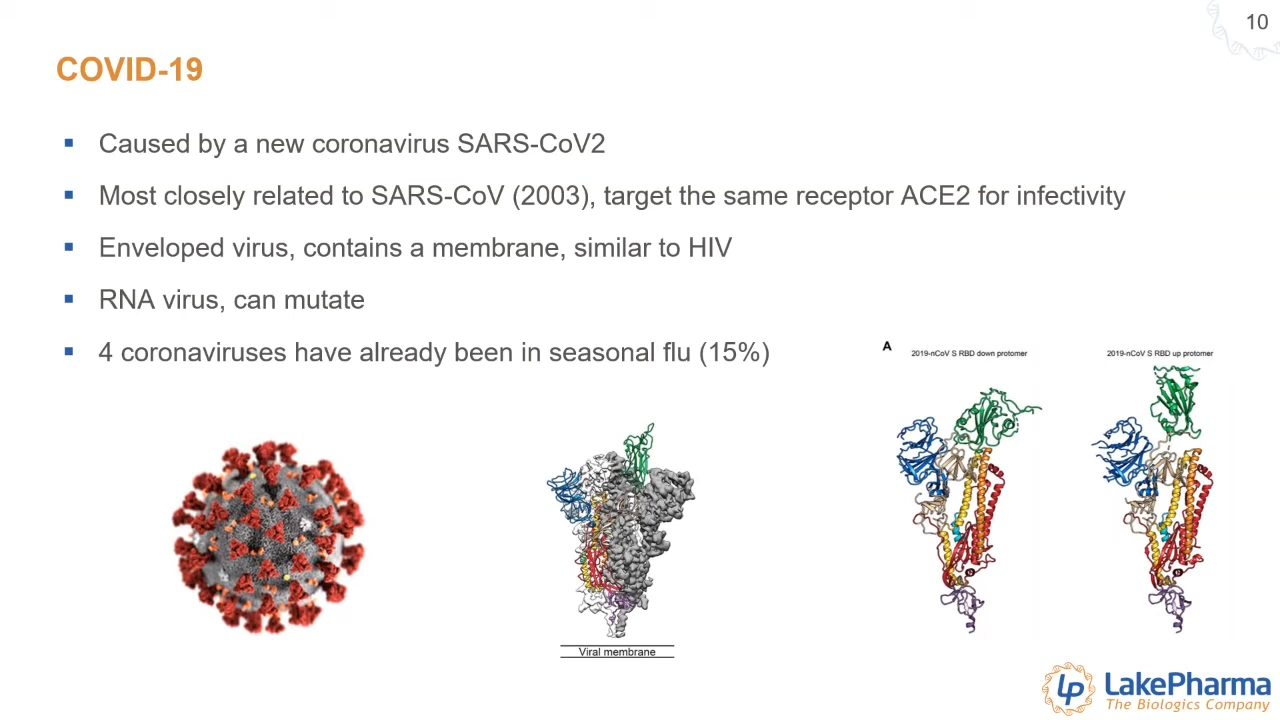 10
COVID-19
▪ Caused by a new coronavirus SARS-CoV2
▪ Most closely related to SARS-CoV (2003), target the same receptor ACE2 for infectivity
▪ Enveloped virus, contains a membrane, similar to HIV
▪ RNA virus, can mutate
▪ 4 coronaviruses have already been in seasonal flu (15%)
A
2019-nCoV S RBD down protomer
2019-nCoV S RBD up protomer
Viral membrane
LP
LakePharma
The Biologics Company